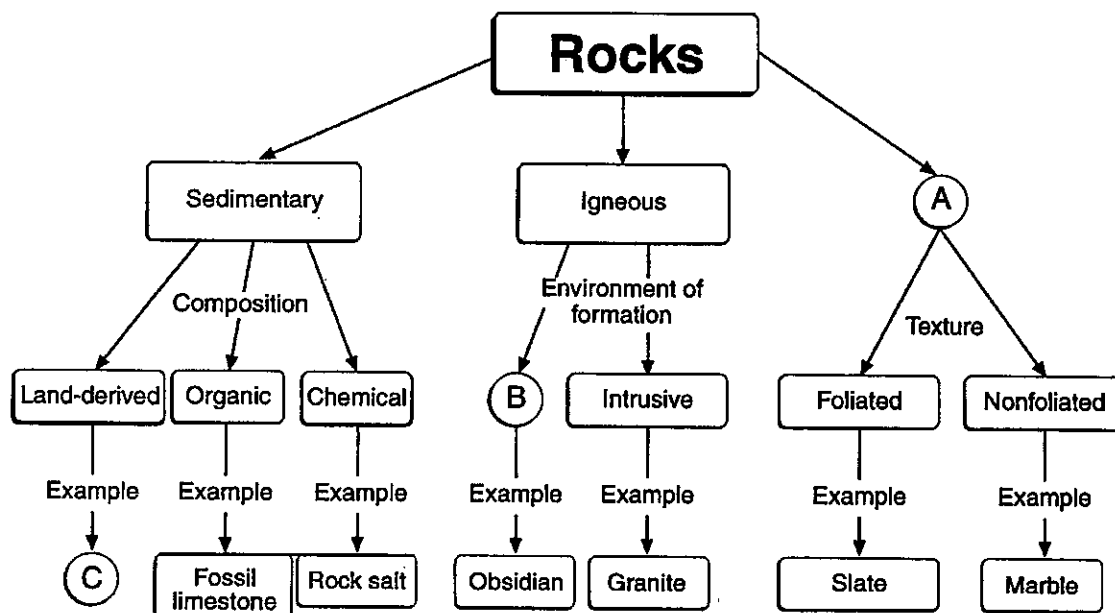 Rocks
Sedimentary
Igneous
A
Composition
Environment of
formation
Texture
Land-derived
Organic
Chemical
B
Intrusive
Foliated
Nonfoliated
Example
Example
Example
Example
Example
Example
Example
C
Fossil
limestone
Rock salt
Obsidian
Granite
Slate
Marble